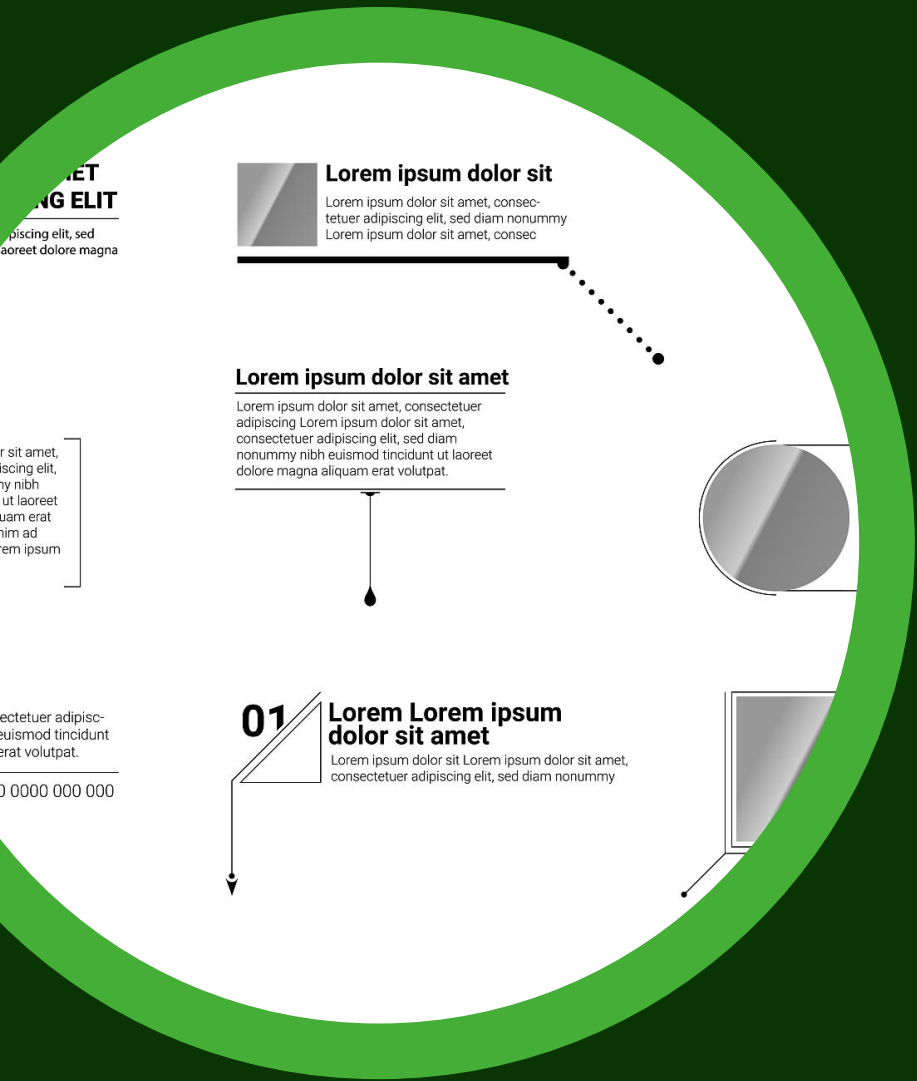 ELIT
piscing elit, sed
aoreet dolore magna
Lorem ipsum dolor sit
Lorem ipsum dolor sit amet, consec-
tetuer adipiscing elit, sed diam nonummy
Lorem ipsum dolor sit amet, consec
Lorem ipsum dolor sit amet
Lorem ipsum dolor sit amet, consectetuer
adipiscing Lorem ipsum dolor sit amet,
consectetuer adipiscing elit, sed diam
nonummy nibh euismod tincidunt ut laoreet
dolore magna aliquam erat volutpat.
r sit amet,
iscing elit,
ny nibh
ut laoreet
uam erat
nim ad
rem ipsum
ectetuer adipisc-
euismod tincidunt
erat volutpat.
0 0000 000 000
01
Lorem Lorem ipsum
dolor sit amet
Lorem ipsum dolor sit Lorem ipsum dolor sit amet,
consectetuer adipiscing elit, sed diam nonummy